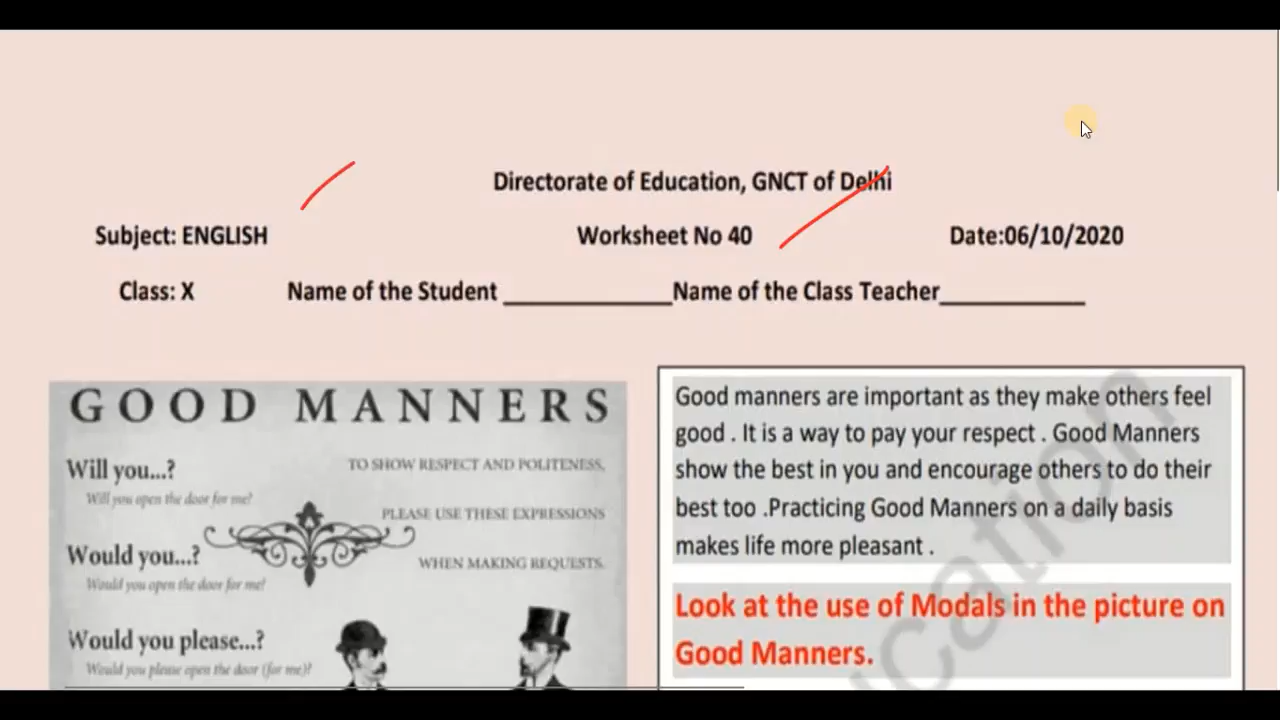 Directorate of Education, GNCT of Delhi
Subject: ENGLISH Worksheet No 40 Date:06/10/2020
Class: X Name of the Student _____________Name of the Class Teacher___________
GOOD MANNERS
Will you...?
TO SHOW RESPECT AND POLITENESS,
Will you open the door for me?
PLEASE USE THESE EXPRESSIONS
Would you...?
WHEN MAKING REQUESTS.
Would you open the door for me?
Would you please...?
Would you please open the door (for me)?
Good manners are important as they make others feel
good . It is a way to pay your respect . Good Manners
show the best in you and encourage others to do their
best too .Practicing Good Manners on a daily basis
makes life more pleasant .
Look at the use of Modals in the picture on
Good Manners.